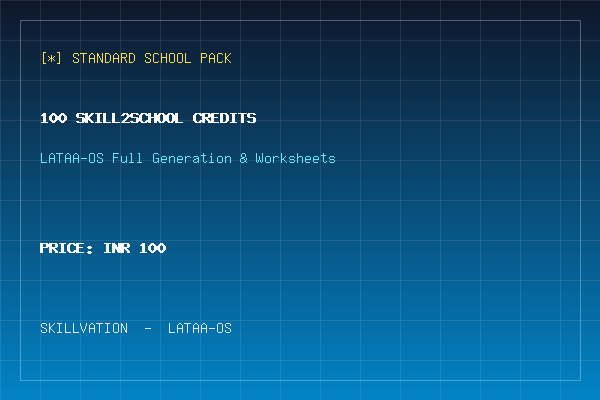 [*] STANDARD SCHOOL PACK
100 SKILL2SCHOOL CREDITS
LATAA-OS Full Generation & Worksheets
PRICE: INR 100
SKILLVATION - LATAA-OS